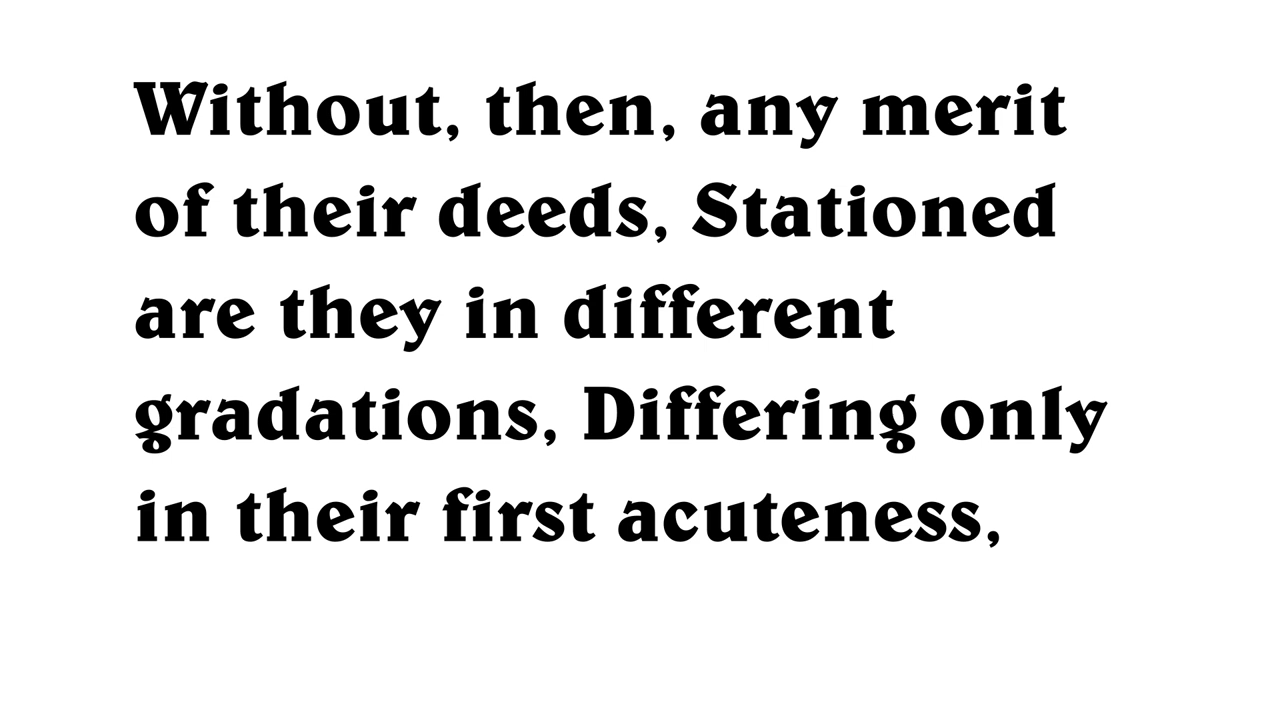 Without, then, any merit
of their deeds, Stationed
are they in different
gradations, Differing only
in their first acuteness,